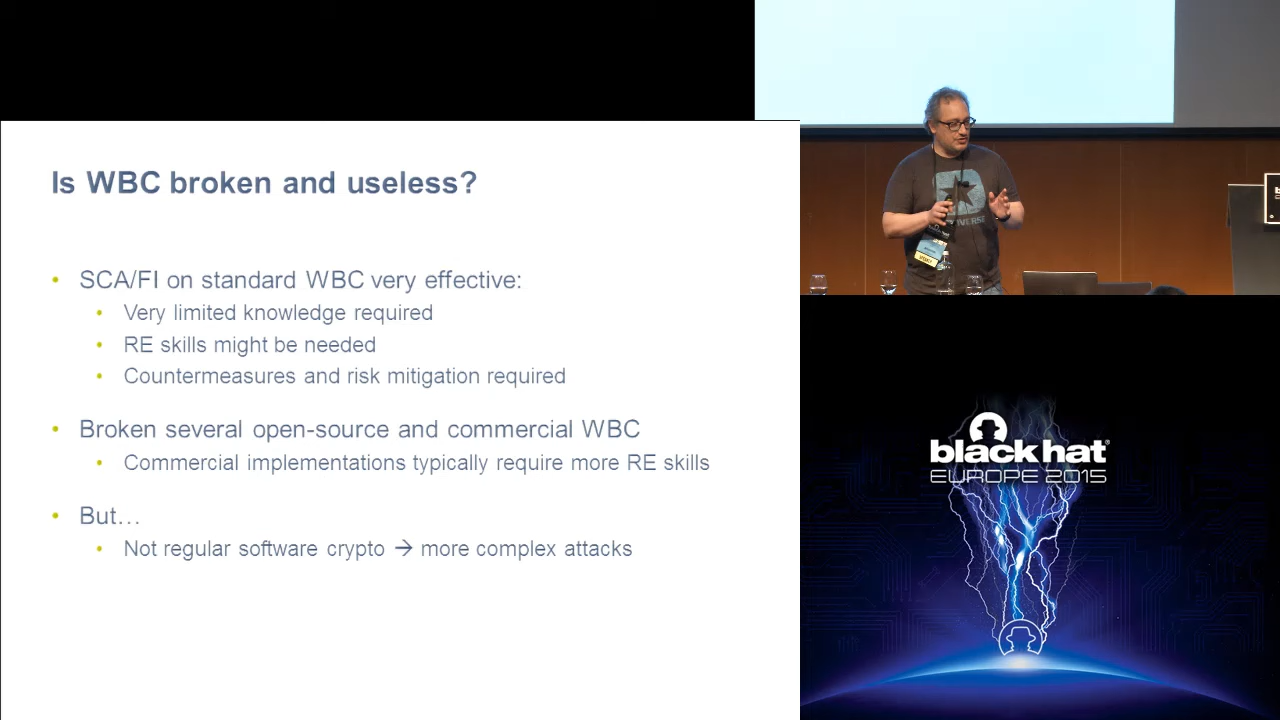 Is WBC broken and useless?
• SCA/FI on standard WBC very effective:
• Very limited knowledge required
• RE skills might be needed
• Countermeasures and risk mitigation required
• Broken several open-source and commercial WBC
• Commercial implementations typically require more RE skills
• But…
• Not regular software crypto → more complex attacks
black hat®
EUROPE 2015